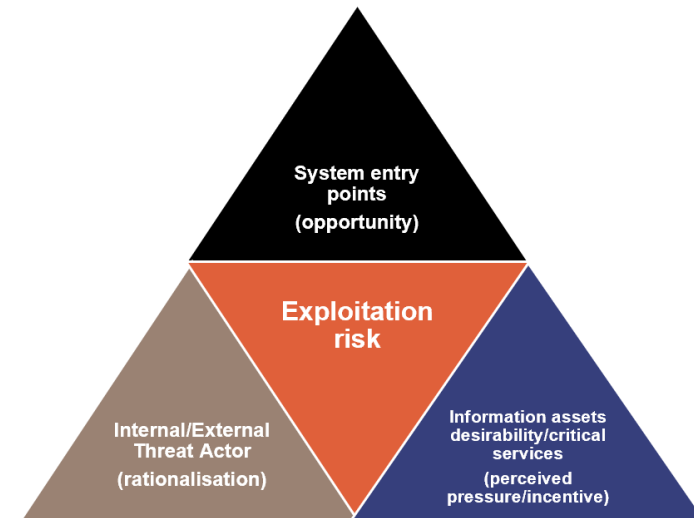 System entry
points
(opportunity)
Exploitation
risk
Internal/External
Threat Actor
(rationalisation)
Information assets
desirability/critical
services
(perceived
pressure/incentive)